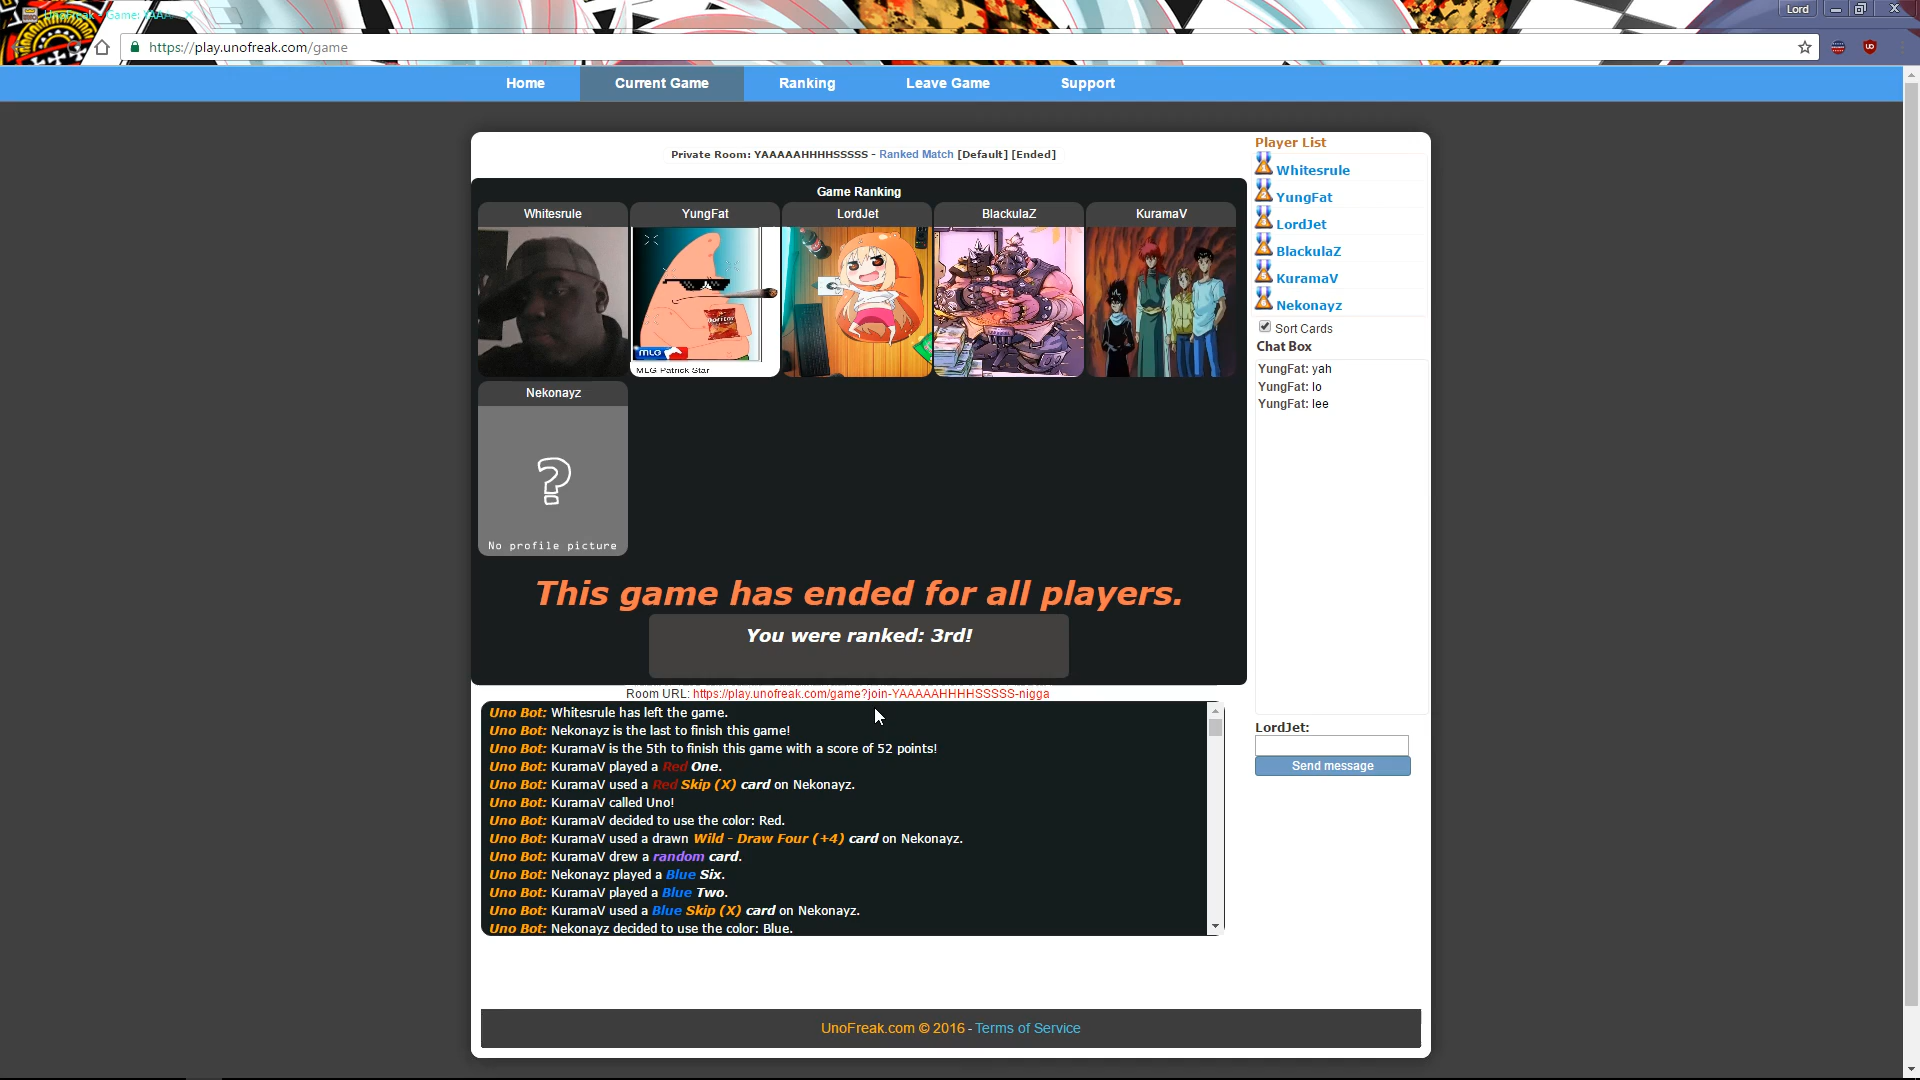 Game: YAAA
Lord
https://play.unofreak.com/game
Home
Current Game
Ranking
Leave Game
Support
Private Room: YAAAAAHHHHSSSSS - Ranked Match [Default] [Ended]
Game Ranking
Whitesrule
YungFat
LordJet
BlackulaZ
KuramaV
MLG
MLG Patrick Star
Nekonayz
?
No profile picture
This game has ended for all players.
You were ranked: 3rd!
Room URL: https://play.unofreak.com/game?join-YAAAAAHHHHSSSSS-nigga
Uno Bot: Whitesrule has left the game.
Uno Bot: Nekonayz is the last to finish this game!
Uno Bot: KuramaV is the 5th to finish this game with a score of 52 points!
Uno Bot: KuramaV played a Red One.
Uno Bot: KuramaV used a Red Skip (X) card on Nekonayz.
Uno Bot: KuramaV called Uno!
Uno Bot: KuramaV decided to use the color: Red.
Uno Bot: KuramaV used a drawn Wild - Draw Four (+4) card on Nekonayz.
Uno Bot: KuramaV drew a random card.
Uno Bot: Nekonayz played a Blue Six.
Uno Bot: KuramaV played a Blue Two.
Uno Bot: KuramaV used a Blue Skip (X) card on Nekonayz.
Uno Bot: Nekonayz decided to use the color: Blue.
Player List
Whitesrule
YungFat
LordJet
BlackulaZ
KuramaV
Nekonayz
Sort Cards
Chat Box
YungFat: yah
YungFat: lo
YungFat: lee
LordJet:
Send message
UnoFreak.com © 2016 - Terms of Service